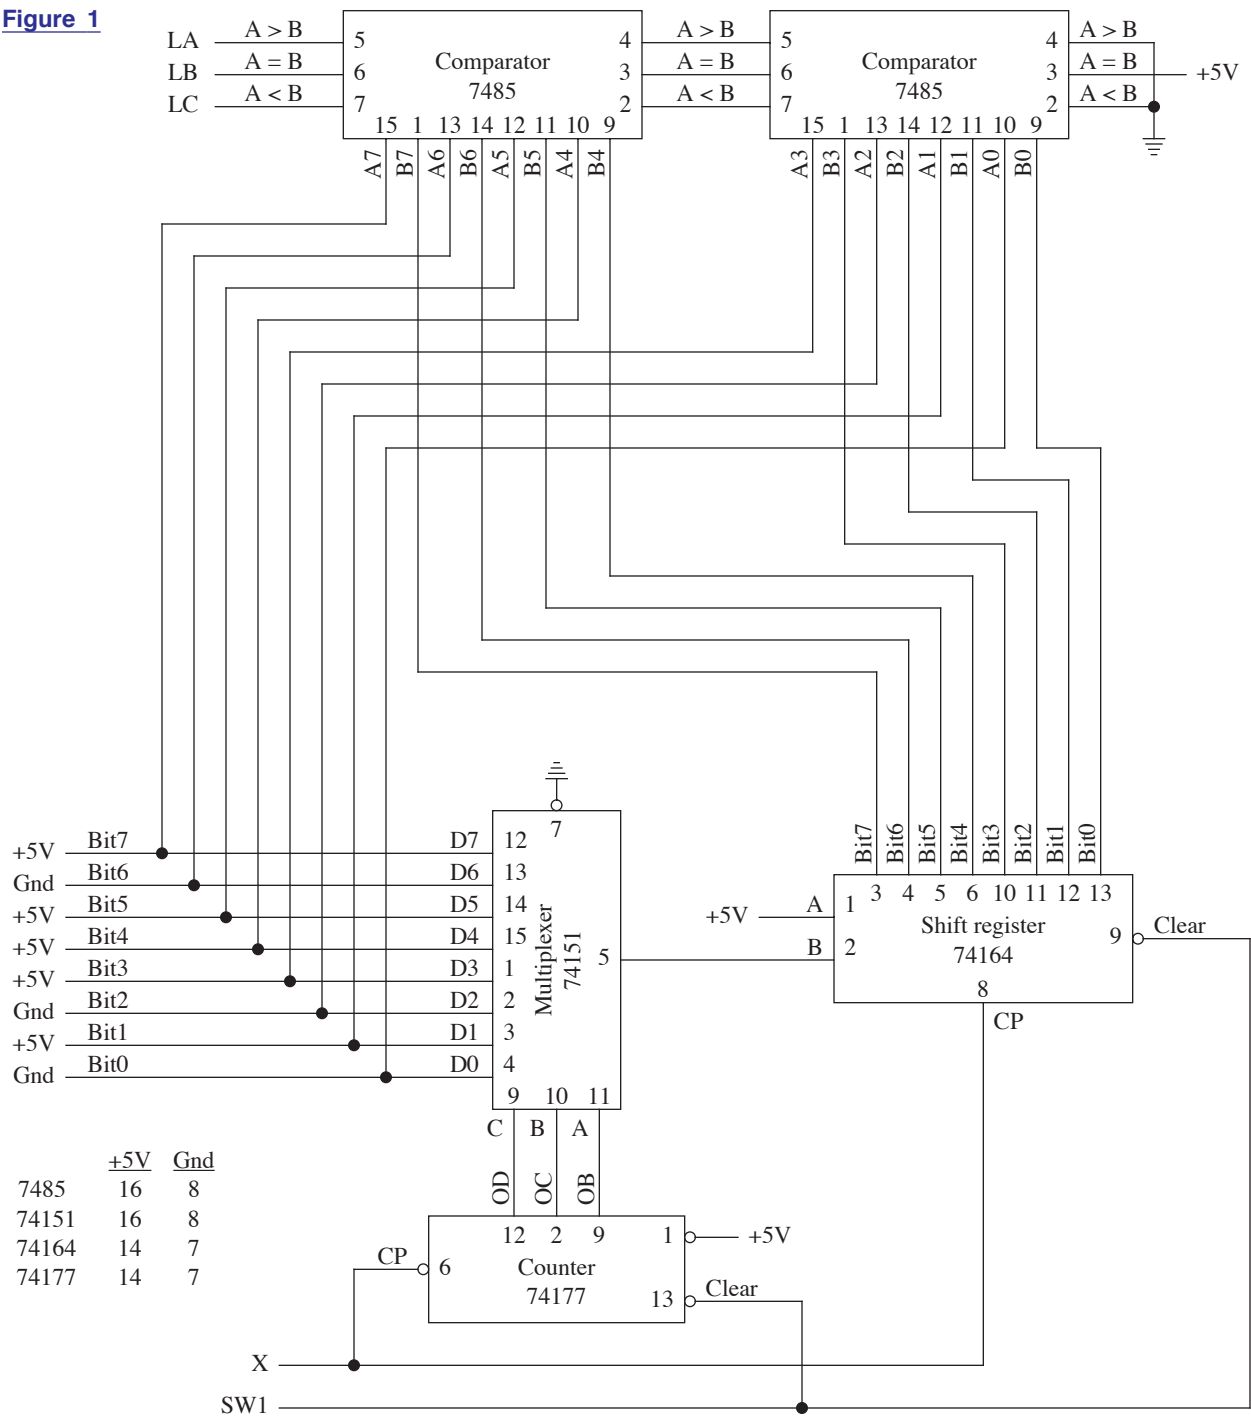 Figure 1
LA A > B 5 Comparator 7485 4 A > B 5 Comparator 7485 4 A > B
LB A = B 6 3 A = B 6 3 A = B +5V
LC A < B 7 2 A < B 7 2 A < B
15 1 13 14 12 11 10 9 15 1 13 14 12 11 10 9
A7 B7 A6 B6 A5 B5 A4 B4 A3 B3 A2 B2 A1 B1 A0 B0
7
+5V Bit7 D7 12
Gnd Bit6 D6 13
+5V Bit5 D5 14
+5V Bit4 D4 15
+5V Bit3 D3 1
Gnd Bit2 D2 2
+5V Bit1 D1 3
Gnd Bit0 D0 4
Multiplexer
74151
5
9 10 11
C B A
Bit7 Bit6 Bit5 Bit4 Bit3 Bit2 Bit1 Bit0
3 4 5 6 10 11 12 13
+5V A 1
B 2
Shift register
74164
9 Clear
8
CP
OD OC OB
12 2 9 1 +5V
CP 6 Counter
74177
13 Clear
+5V Gnd
7485 16 8
74151 16 8
74164 14 7
74177 14 7
X
SW1